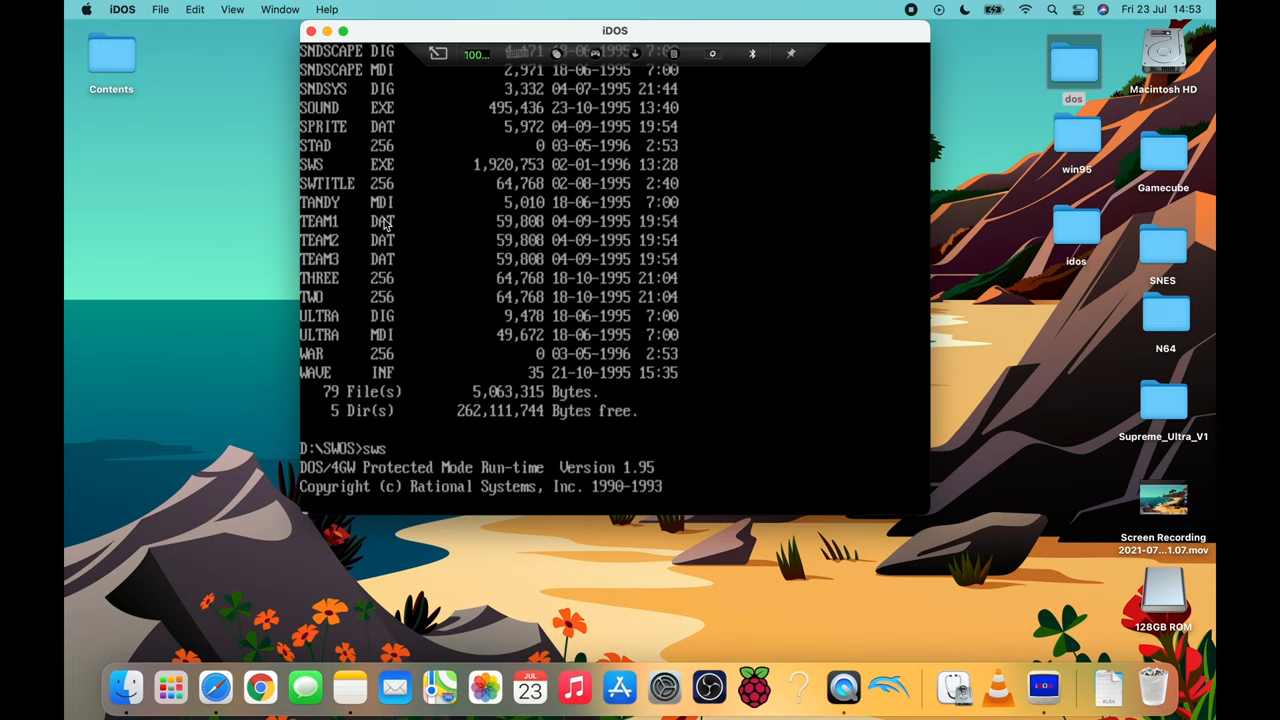 iDOS File Edit View Window Help
Fri 23 Jul 14:53
iDOS
100...
SNDSCAPE DIG 7:00
SNDSCAPE MDI 2,971 18-06-1995 7:00
SNDSYS DIG 3,332 04-07-1995 21:44
SOUND EXE 495,436 23-10-1995 13:40
SPRITE DAT 5,972 04-09-1995 19:54
STAD 256 0 03-05-1996 2:53
SWS EXE 1,920,753 02-01-1996 13:28
SWTITLE 256 64,768 02-08-1995 2:40
TANDY MDI 5,010 18-06-1995 7:00
TEAM1 DAT 59,808 04-09-1995 19:54
TEAM2 DAT 59,808 04-09-1995 19:54
TEAM3 DAT 59,808 04-09-1995 19:54
THREE 256 64,768 18-10-1995 21:04
TWO 256 64,768 18-10-1995 21:04
ULTRA DIG 9,478 18-06-1995 7:00
ULTRA MDI 49,672 18-06-1995 7:00
WAR 256 0 03-05-1996 2:53
WAVE INF 35 21-10-1995 15:35
79 File(s) 5,063,315 Bytes.
5 Dir(s) 262,111,744 Bytes free.
D:\SWOS>sws
DOS/4GW Protected Mode Run-time Version 1.95
Copyright (c) Rational Systems, Inc. 1990-1993
Contents
dos
Macintosh HD
win95
Gamecube
idos
SNES
N64
Supreme_Ultra_V1
Screen Recording
2021-07...1.07.mov
128GB ROM
JUL
23
XLSX